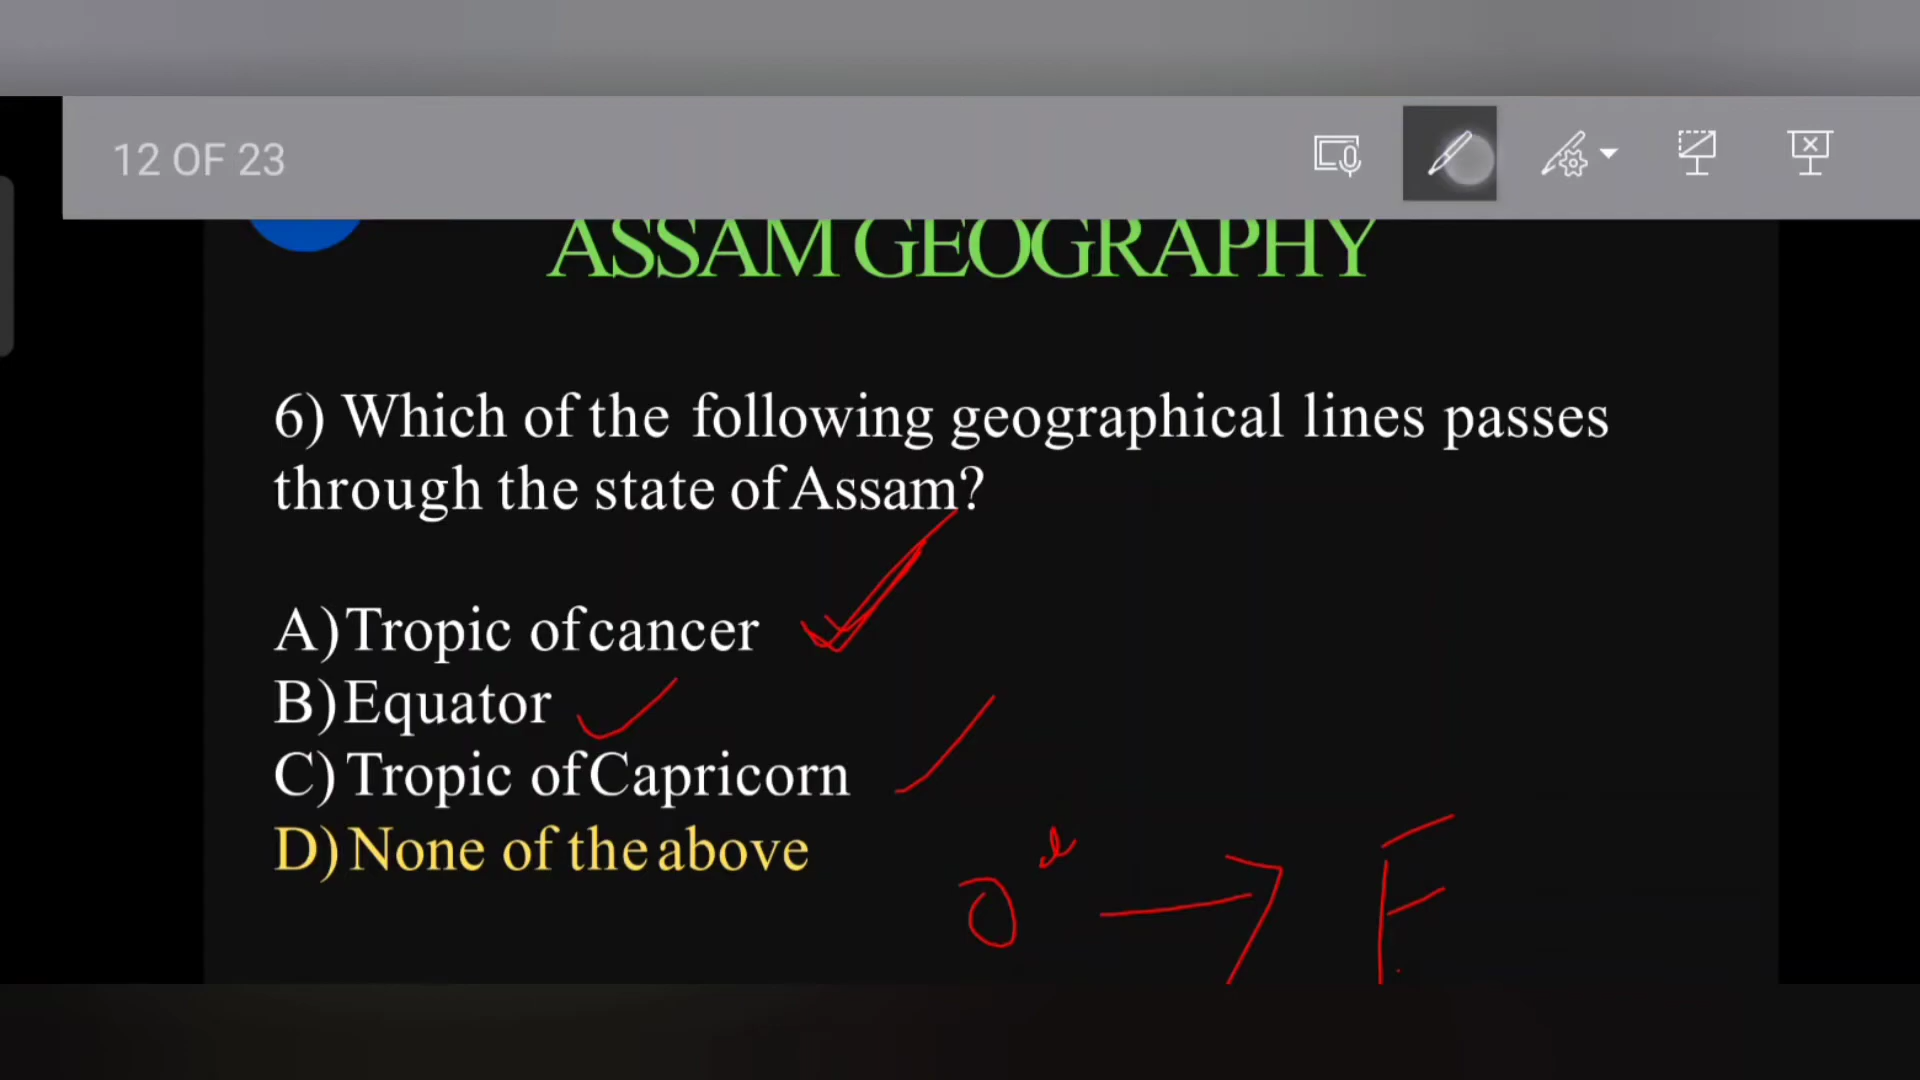 12 OF 23
ASSAM GEOGRAPHY
6) Which of the following geographical lines passes
through the state of Assam?
A) Tropic of cancer
B) Equator
C) Tropic of Capricorn
D) None of the above
0° → E